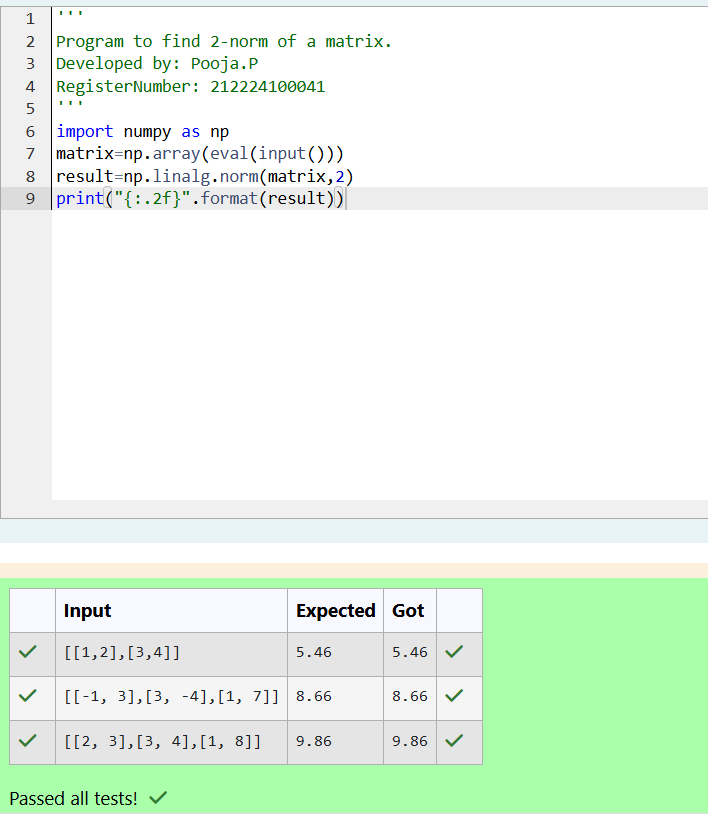 1 '''
2 Program to find 2-norm of a matrix.
3 Developed by: Pooja.P
4 RegisterNumber: 212224100041
5 '''
6 import numpy as np
7 matrix=np.array(eval(input()))
8 result=np.linalg.norm(matrix,2)
9 print("{:.2f}".format(result))
Input Expected Got
[[1,2],[3,4]] 5.46 5.46
[[-1, 3],[3, -4],[1, 7]] 8.66 8.66
[[2, 3],[3, 4],[1, 8]] 9.86 9.86
Passed all tests!